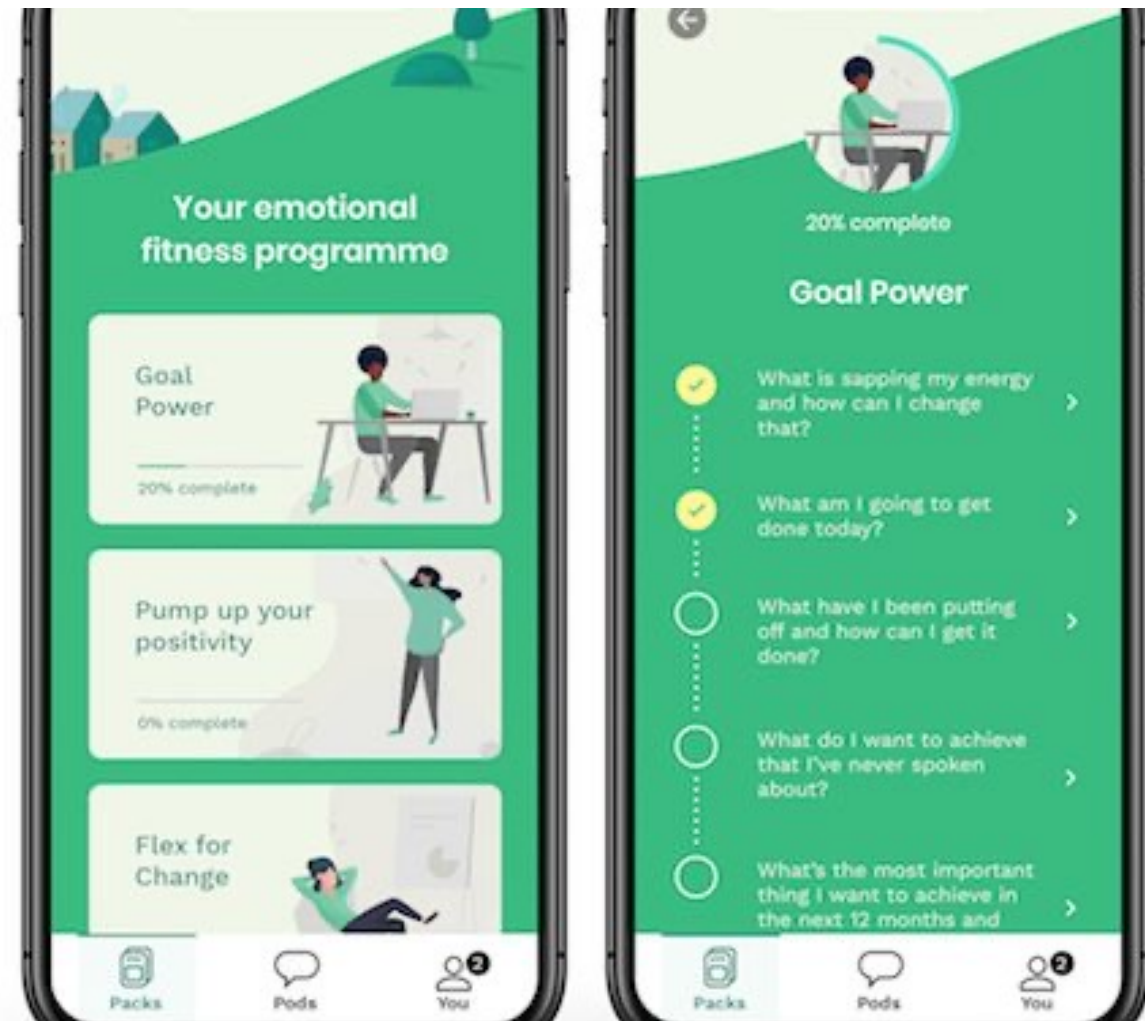 Your emotional
fitness programme
Goal
Power
20% complete
Pump up your
positivity
0% complete
Flex for
Change
Packs
Pods
You
2
20% complete
Goal Power
What is sapping my energy
and how can I change
that?
What am I going to get
done today?
What have I been putting
off and how can I get it
done?
What do I want to achieve
that I've never spoken
about?
What's the most important
thing I want to achieve in
the next 12 months and
Packs
Pods
You
2